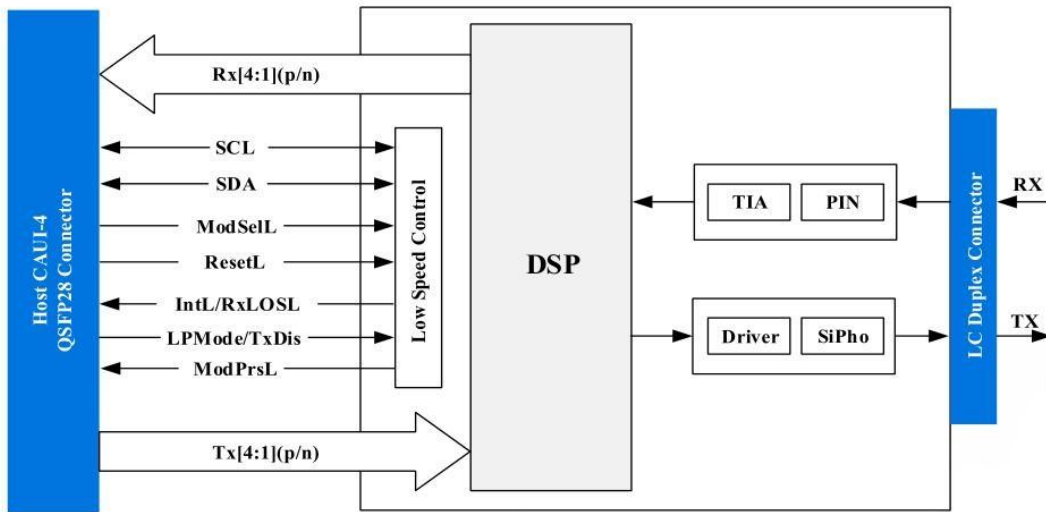 Host CAUI-4
QSFP28 Connector
Rx[4:1](p/n)
SCL
SDA
ModSelL
ResetL
IntL/RxLOSL
LPMode/TxDis
ModPrsL
Tx[4:1](p/n)
Low Speed Control
DSP
TIA
PIN
Driver
SiPho
LC Duplex Connector
RX
TX